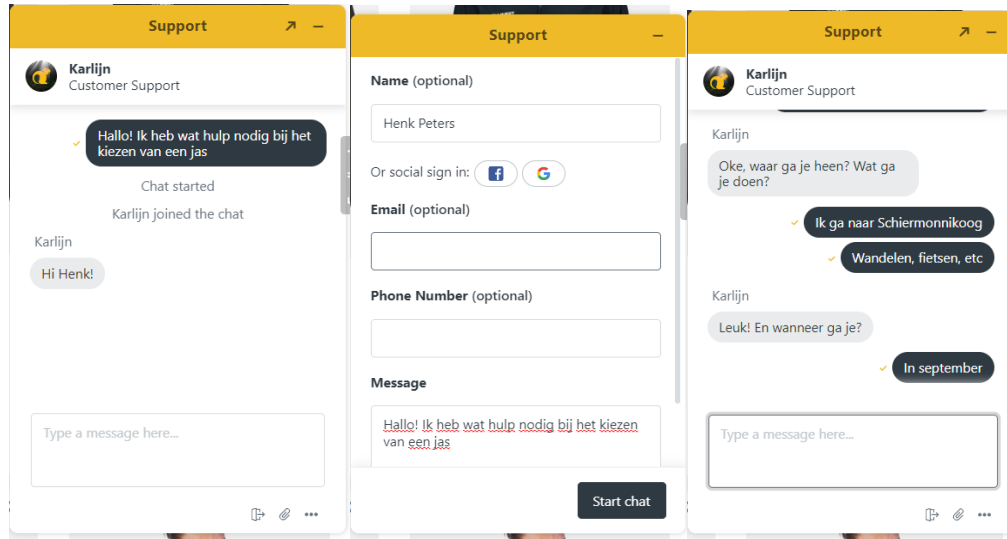 Support
Karlijn
Customer Support
Hallo! Ik heb wat hulp nodig bij het
kiezen van een jas
Chat started
Karlijn joined the chat
Karlijn
Hi Henk!
Type a message here...
Support
Name (optional)
Henk Peters
Or social sign in:
Email (optional)
Phone Number (optional)
Message
Hallo! Ik heb wat hulp nodig bij het kiezen
van een jas
Start chat
Support
Karlijn
Customer Support
Karlijn
Oke, waar ga je heen? Wat ga
je doen?
Ik ga naar Schiermonnikoog
Wandelen, fietsen, etc
Karlijn
Leuk! En wanneer ga je?
In september
Type a message here...